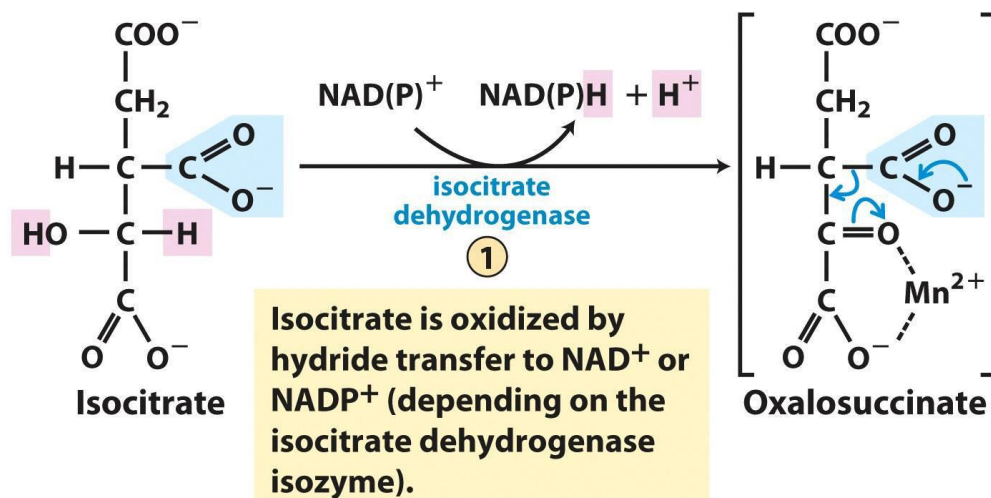 COO⁻
CH₂
H—C—C
O
O⁻
HO—C—H
C
O O⁻
Isocitrate
NAD(P)⁺ NAD(P)H + H⁺
isocitrate
dehydrogenase
1
Isocitrate is oxidized by
hydride transfer to NAD⁺ or
NADP⁺ (depending on the
isocitrate dehydrogenase
isozyme).
COO⁻
CH₂
H—C—C
O
O⁻
C=O
Mn²⁺
C
O O⁻
Oxalosuccinate